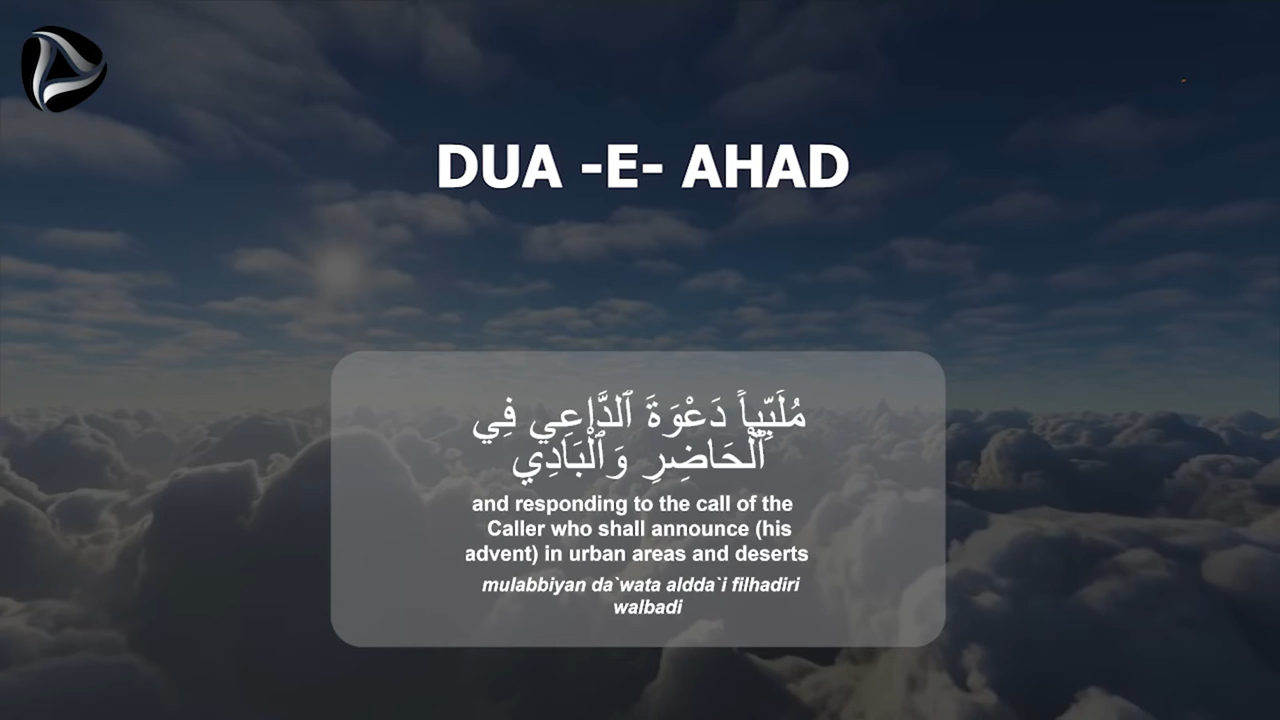 DUA -E- AHAD
مُلَبِّياً دَعْوَةَ ٱلدَّاعِي فِي
ٱلْحَاضِرِ وَٱلْبَادِي
and responding to the call of the
Caller who shall announce (his
advent) in urban areas and deserts
mulabbiyan da`wata aldda`i filhadiri
walbadi